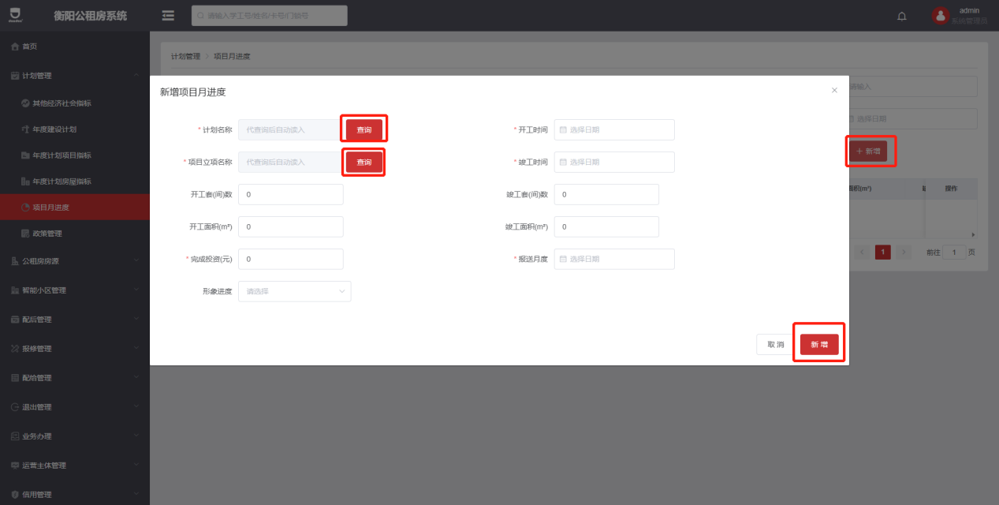 衡阳公租房系统
请输入学工号/姓名/卡号/门锁号
admin
系统管理员
首页
计划管理
其他经济社会指标
年度建设计划
年度计划项目指标
年度计划房屋指标
项目月进度
政策管理
公租房房源
智能小区管理
配后管理
报修管理
配给管理
退出管理
业务办理
运营主体管理
信用管理
计划管理 > 项目月进度
请输入
选择日期
+ 新增
面积(m²)
操作
1
前往 1 页
新增项目月进度
* 计划名称 代查询后自动读入 查询
* 开工时间 选择日期
* 项目立项名称 代查询后自动读入 查询
* 竣工时间 选择日期
开工套(间)数 0
竣工套(间)数 0
开工面积(m²) 0
竣工面积(m²) 0
* 完成投资(元) 0
* 报送月度 选择日期
形象进度 请选择
取 消
新 增